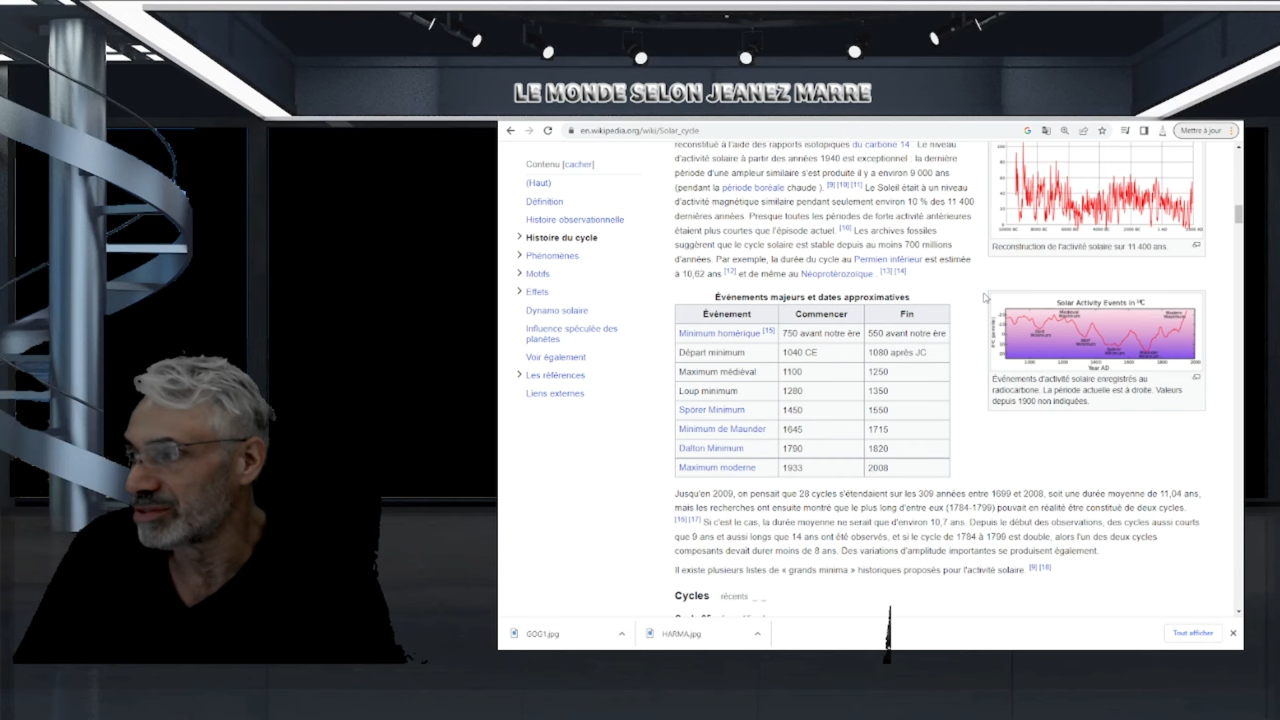 LE MONDE SELON JEANEZ MARRE
en.wikipedia.org/wiki/Solar_cycle
Mettre à jour
Contenu [cacher]
(Haut)
Définition
Histoire observationnelle
Histoire du cycle
Phénomènes
Motifs
Effets
Dynamo solaire
Influence spéculée des
planètes
Voir également
Les références
Liens externes
reconstitué à l'aide des rapports isotopiques du carbone 14 . Le niveau
d'activité solaire à partir des années 1940 est exceptionnel : la dernière
période d'une ampleur similaire s'est produite il y a environ 9 000 ans
(pendant la période boréale chaude ). [9] [10] [11] Le Soleil était à un niveau
d'activité magnétique similaire pendant seulement environ 10 % des 11 400
dernières années. Presque toutes les périodes de forte activité antérieures
étaient plus courtes que l'épisode actuel. [10] Les archives fossiles
suggèrent que le cycle solaire est stable depuis au moins 700 millions
d'années. Par exemple, la durée du cycle au Permien inférieur est estimée
à 10,62 ans [12] et de même au Néoprotérozoïque . [13] [14]
Événements majeurs et dates approximatives
Événement Commencer Fin
Minimum homérique [15] 750 avant notre ère 550 avant notre ère
Départ minimum 1040 CE 1080 après JC
Maximum médiéval 1100 1250
Loup minimum 1280 1350
Spörer Minimum 1450 1550
Minimum de Maunder 1645 1715
Dalton Minimum 1790 1820
Maximum moderne 1933 2008
Reconstruction de l'activité solaire sur 11 400 ans.
Solar Activity Events in ¹⁴C
Year AD
Événements d'activité solaire enregistrés au
radiocarbone. La période actuelle est à droite. Valeurs
depuis 1900 non indiquées.
Jusqu'en 2009, on pensait que 28 cycles s'étendaient sur les 309 années entre 1699 et 2008, soit une durée moyenne de 11,04 ans,
mais les recherches ont ensuite montré que le plus long d'entre eux (1784-1799) pouvait en réalité être constitué de deux cycles.
[16] [17] Si c'est le cas, la durée moyenne ne serait que d'environ 10,7 ans. Depuis le début des observations, des cycles aussi courts
que 9 ans et aussi longs que 14 ans ont été observés, et si le cycle de 1784 à 1799 est double, alors l'un des deux cycles
composants devait durer moins de 8 ans. Des variations d'amplitude importantes se produisent également.
Il existe plusieurs listes de « grands minima » historiques proposés pour l'activité solaire. [9] [18]
Cycles récents
GOG1.jpg
HARMA.jpg
Tout afficher